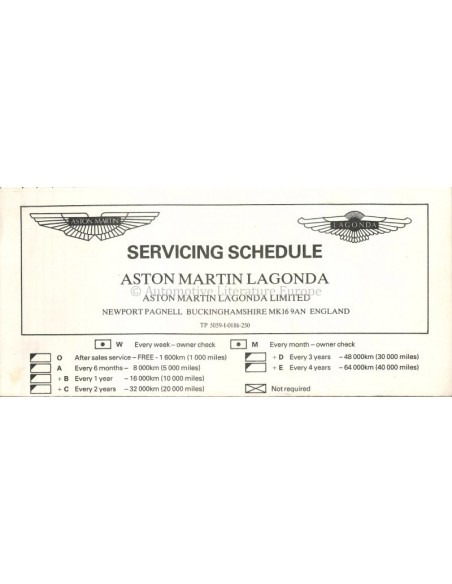 ASTON MARTIN
LAGONDA
SERVICING SCHEDULE
ASTON MARTIN LAGONDA
© Automotive Literature Europe
ASTON MARTIN LAGONDA LIMITED
NEWPORT PAGNELL BUCKINGHAMSHIRE MK16 9AN ENGLAND
TP 5059-1-0186-250
W Every week – owner check M Every month – owner check
O After sales service – FREE - 1 600km (1 000 miles) + D Every 3 years – 48 000km (30 000 miles)
A Every 6 months – 8 000km (5 000 miles) + E Every 4 years – 64 000km (40 000 miles)
+ B Every 1 year – 16 000km (10 000 miles)
+ C Every 2 years – 32 000km (20 000 miles) Not required